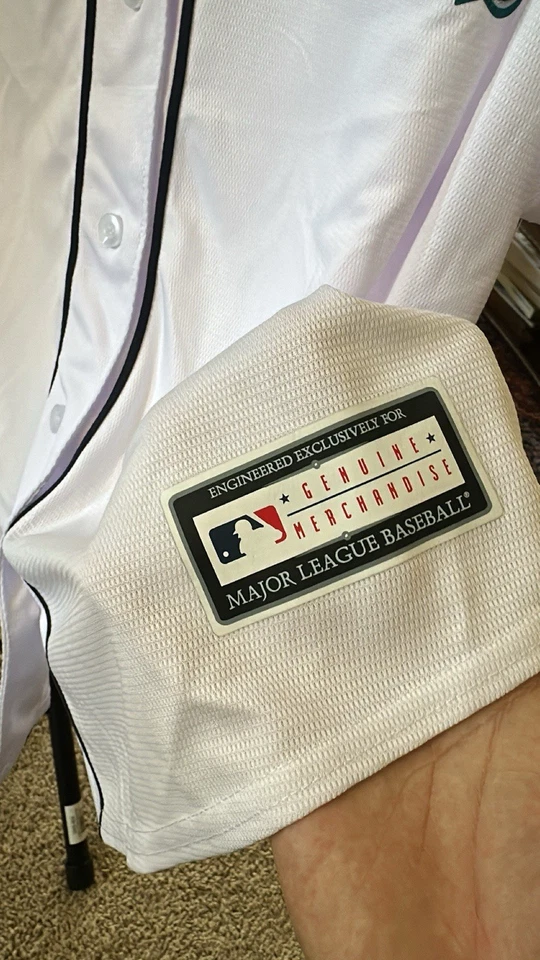 ENGINEERED EXCLUSIVELY FOR
GENUINE
MERCHANDISE
MAJOR LEAGUE BASEBALL®